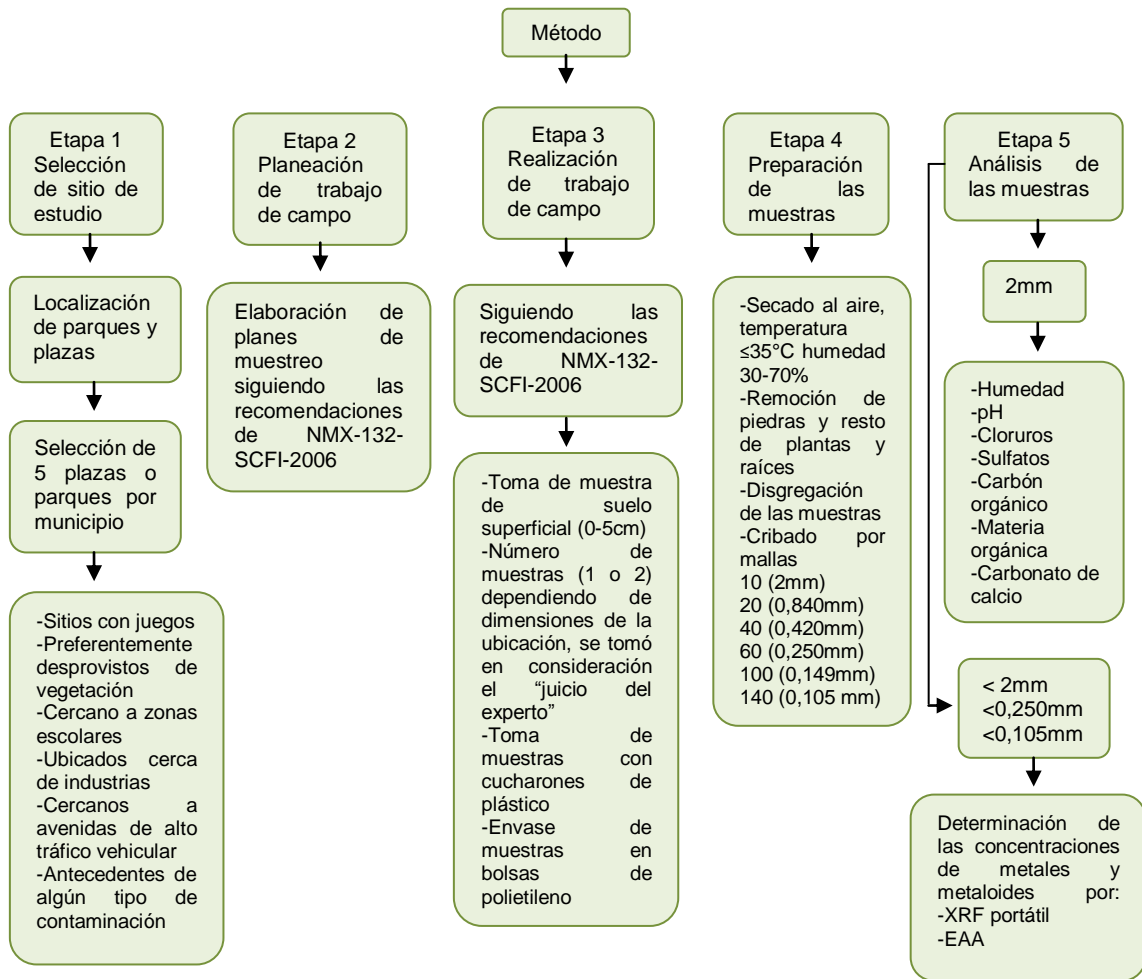 Método
Etapa 1
Selección
de sitio de
estudio
Localización
de parques y
plazas
Selección de
5 plazas o
parques por
municipio
-Sitios con juegos
-Preferentemente
desprovistos de
vegetación
-Cercano a zonas
escolares
-Ubicados cerca
de industrias
-Cercanos a
avenidas de alto
tráfico vehicular
-Antecedentes de
algún tipo de
contaminación
Etapa 2
Planeación
de trabajo
de campo
Elaboración de
planes de
muestreo
siguiendo las
recomendaciones
de NMX-132-
SCFI-2006
Etapa 3
Realización
de trabajo
de campo
Siguiendo las
recomendaciones
de NMX-132-
SCFI-2006
-Toma de muestra
de suelo
superficial (0-5cm)
-Número de
muestras (1 o 2)
dependiendo de
dimensiones de la
ubicación, se tomó
en consideración
el “juicio del
experto”
-Toma de
muestras con
cucharones de
plástico
-Envase de
muestras en
bolsas de
polietileno
Etapa 4
Preparación
de las
muestras
-Secado al aire,
temperatura
≤35°C humedad
30-70%
-Remoción de
piedras y resto
de plantas y
raíces
-Disgregación
de las muestras
-Cribado por
mallas
10 (2mm)
20 (0,840mm)
40 (0,420mm)
60 (0,250mm)
100 (0,149mm)
140 (0,105 mm)
Etapa 5
Análisis de
las muestras
2mm
-Humedad
-pH
-Cloruros
-Sulfatos
-Carbón
orgánico
-Materia
orgánica
-Carbonato de
calcio
< 2mm
<0,250mm
<0,105mm
Determinación de
las concentraciones
de metales y
metaloides por:
-XRF portátil
-EAA